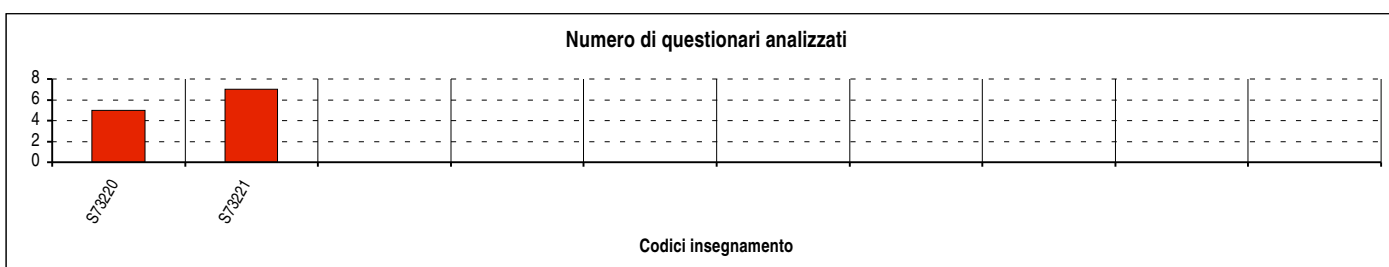 Numero di questionari analizzati
8
6
4
2
0
S73220
S73221
Codici insegnamento